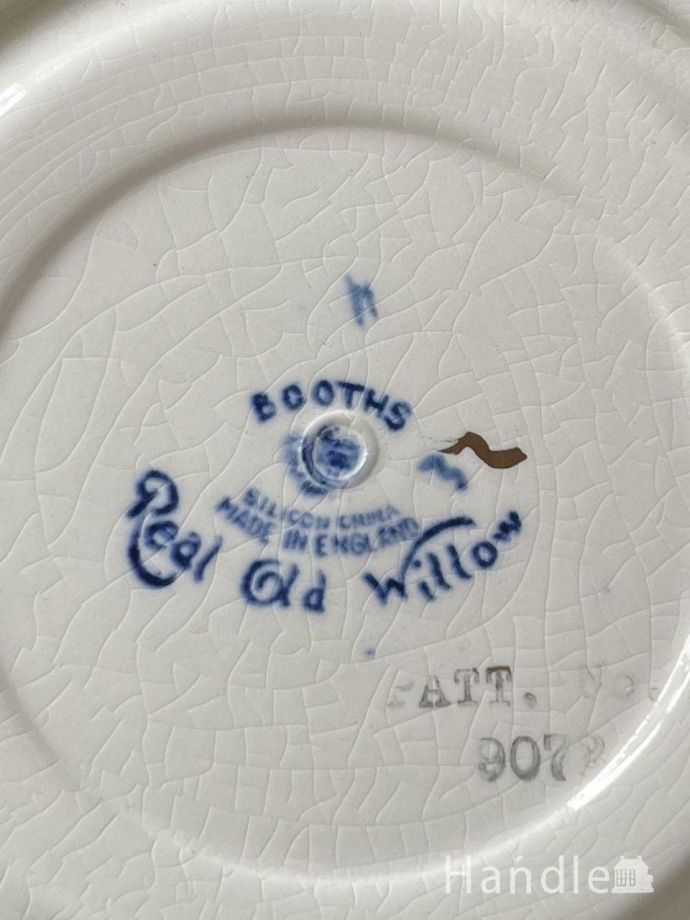 BOOTHS
SILICON CHINA
MADE IN ENGLAND
Real Old Willow
PATT. No.
Handle